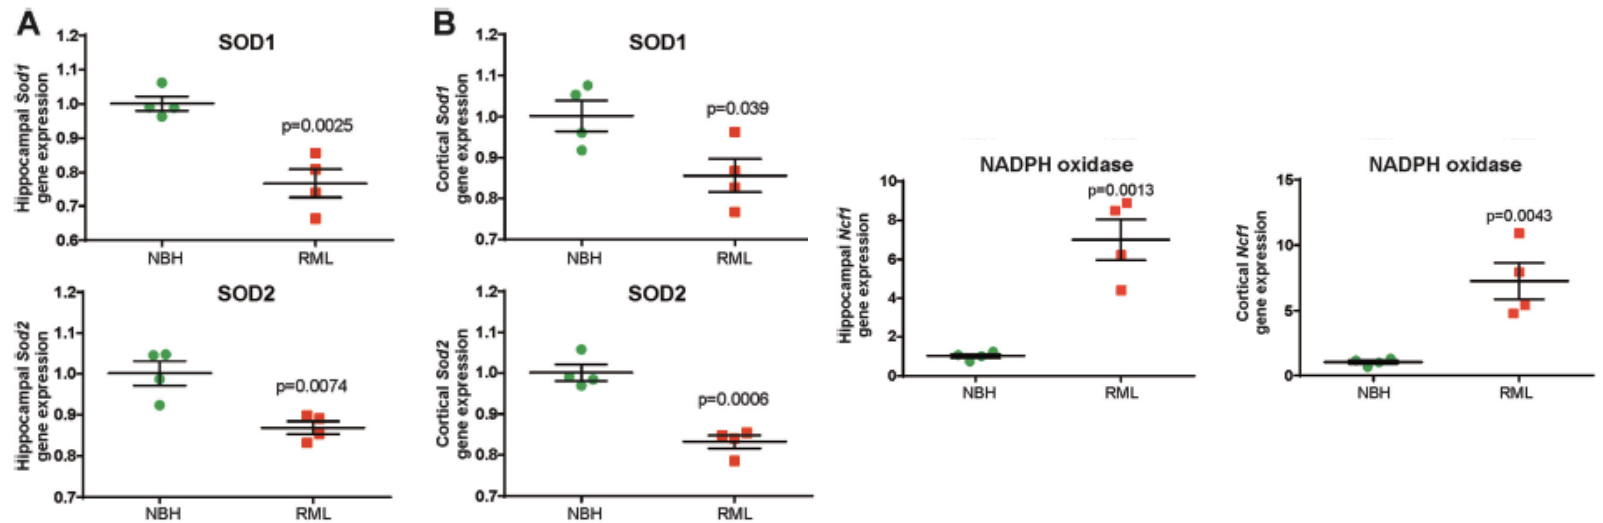 A
SOD1
Hippocampal Sod1
gene expression
1.2
1.1
1.0
0.9
0.8
0.7
0.6
p=0.0025
NBH
RML
B
SOD1
Cortical Sod1
gene expression
1.2
1.1
1.0
0.9
0.8
0.7
p=0.039
NBH
RML
SOD2
Hippocampal Sod2
gene expression
1.2
1.1
1.0
0.9
0.8
0.7
p=0.0074
NBH
RML
SOD2
Cortical Sod2
gene expression
1.2
1.1
1.0
0.9
0.8
0.7
p=0.0006
NBH
RML
NADPH oxidase
Hippocampal Ncf1
gene expression
10
8
6
4
2
0
p=0.0013
NBH
RML
NADPH oxidase
Cortical Ncf1
gene expression
15
10
5
0
p=0.0043
NBH
RML